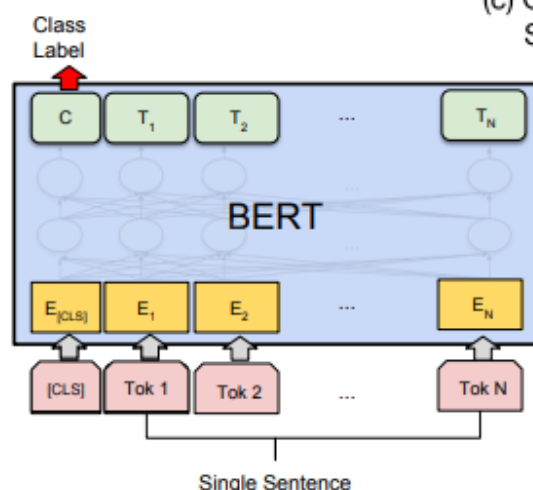 (c)
S
Class
Label
C T1 T2 ... TN
...
BERT
...
E[CLS] E1 E2 ... EN
[CLS] Tok 1 Tok 2 ... Tok N
Single Sentence